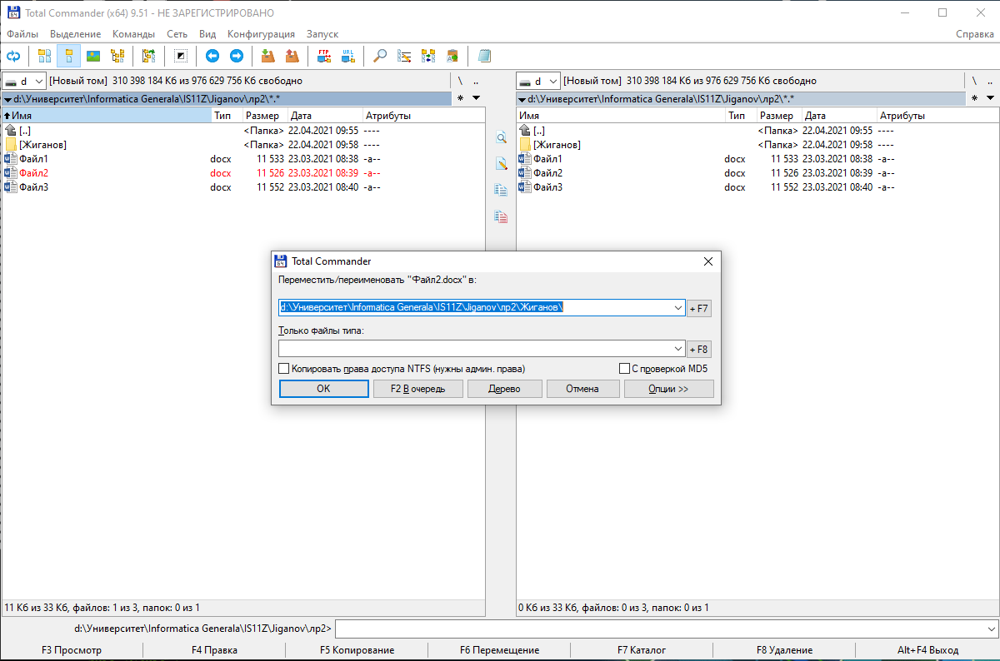 Total Commander (x64) 9.51 - НЕ ЗАРЕГИСТРИРОВАНО
Файлы Выделение Команды Сеть Вид Конфигурация Запуск Справка
FTP URL
d [Новый том] 310 398 184 Кб из 976 629 756 Кб свободно \ ..
d [Новый том] 310 398 184 Кб из 976 629 756 Кб свободно \ ..
d:\Университет\Informatica Generala\IS11Z\Jiganov\лр2\*.* *
d:\Университет\Informatica Generala\IS11Z\Jiganov\лр2\*.* *
Имя Тип Размер Дата Атрибуты
[..] <Папка> 22.04.2021 09:55 ----
[Жиганов] <Папка> 22.04.2021 09:58 ----
Файл1 docx 11 533 23.03.2021 08:38 -a--
Файл2 docx 11 526 23.03.2021 08:39 -a--
Файл3 docx 11 552 23.03.2021 08:40 -a--
Имя Тип Размер Дата Атрибуты
[..] <Папка> 22.04.2021 09:55 ----
[Жиганов] <Папка> 22.04.2021 09:58 ----
Файл1 docx 11 533 23.03.2021 08:38 -a--
Файл2 docx 11 526 23.03.2021 08:39 -a--
Файл3 docx 11 552 23.03.2021 08:40 -a--
64 Total Commander
Переместить/переименовать "Файл2.docx" в:
d:\Университет\Informatica Generala\IS11Z\Jiganov\лр2\Жиганов\ + F7
Только файлы типа:
+ F8
Копировать права доступа NTFS (нужны админ. права) С проверкой MD5
OK F2 В очередь Дерево Отмена Опции >>
11 Кб из 33 Кб, файлов: 1 из 3, папок: 0 из 1
0 Кб из 33 Кб, файлов: 0 из 3, папок: 0 из 1
d:\Университет\Informatica Generala\IS11Z\Jiganov\лр2>
F3 Просмотр F4 Правка F5 Копирование F6 Перемещение F7 Каталог F8 Удаление Alt+F4 Выход